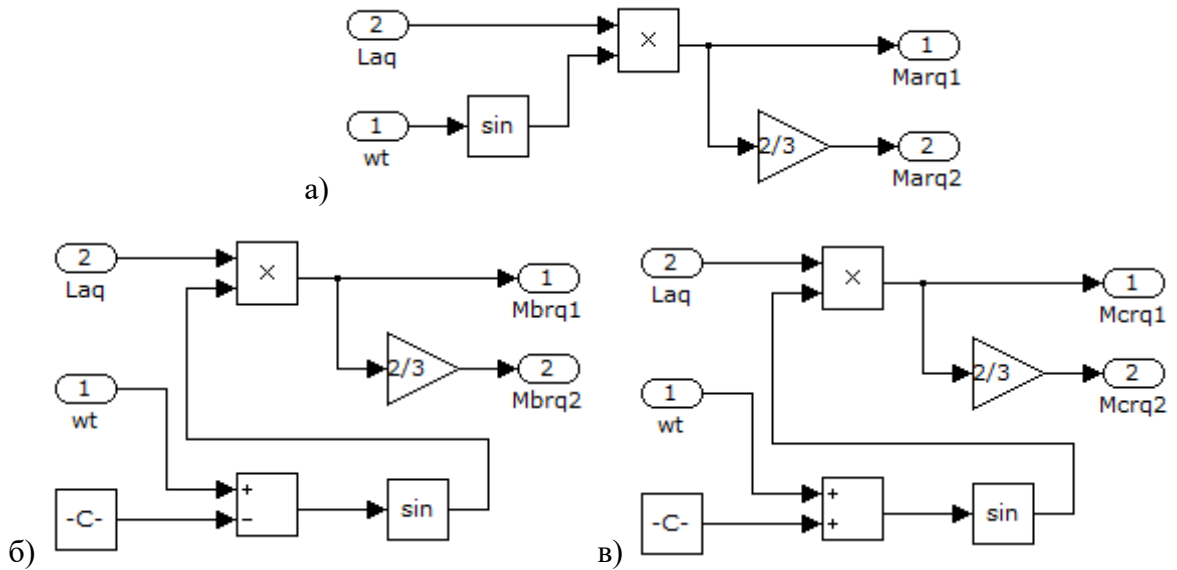 2
Laq
×
1
Marq1
1
wt
sin
2/3
2
Marq2
а)
2
Laq
×
1
Mbrq1
2/3
2
Mbrq2
1
wt
+
−
-C-
sin
б)
2
Laq
×
1
Mcrq1
2/3
2
Mcrq2
1
wt
+
+
-C-
sin
в)